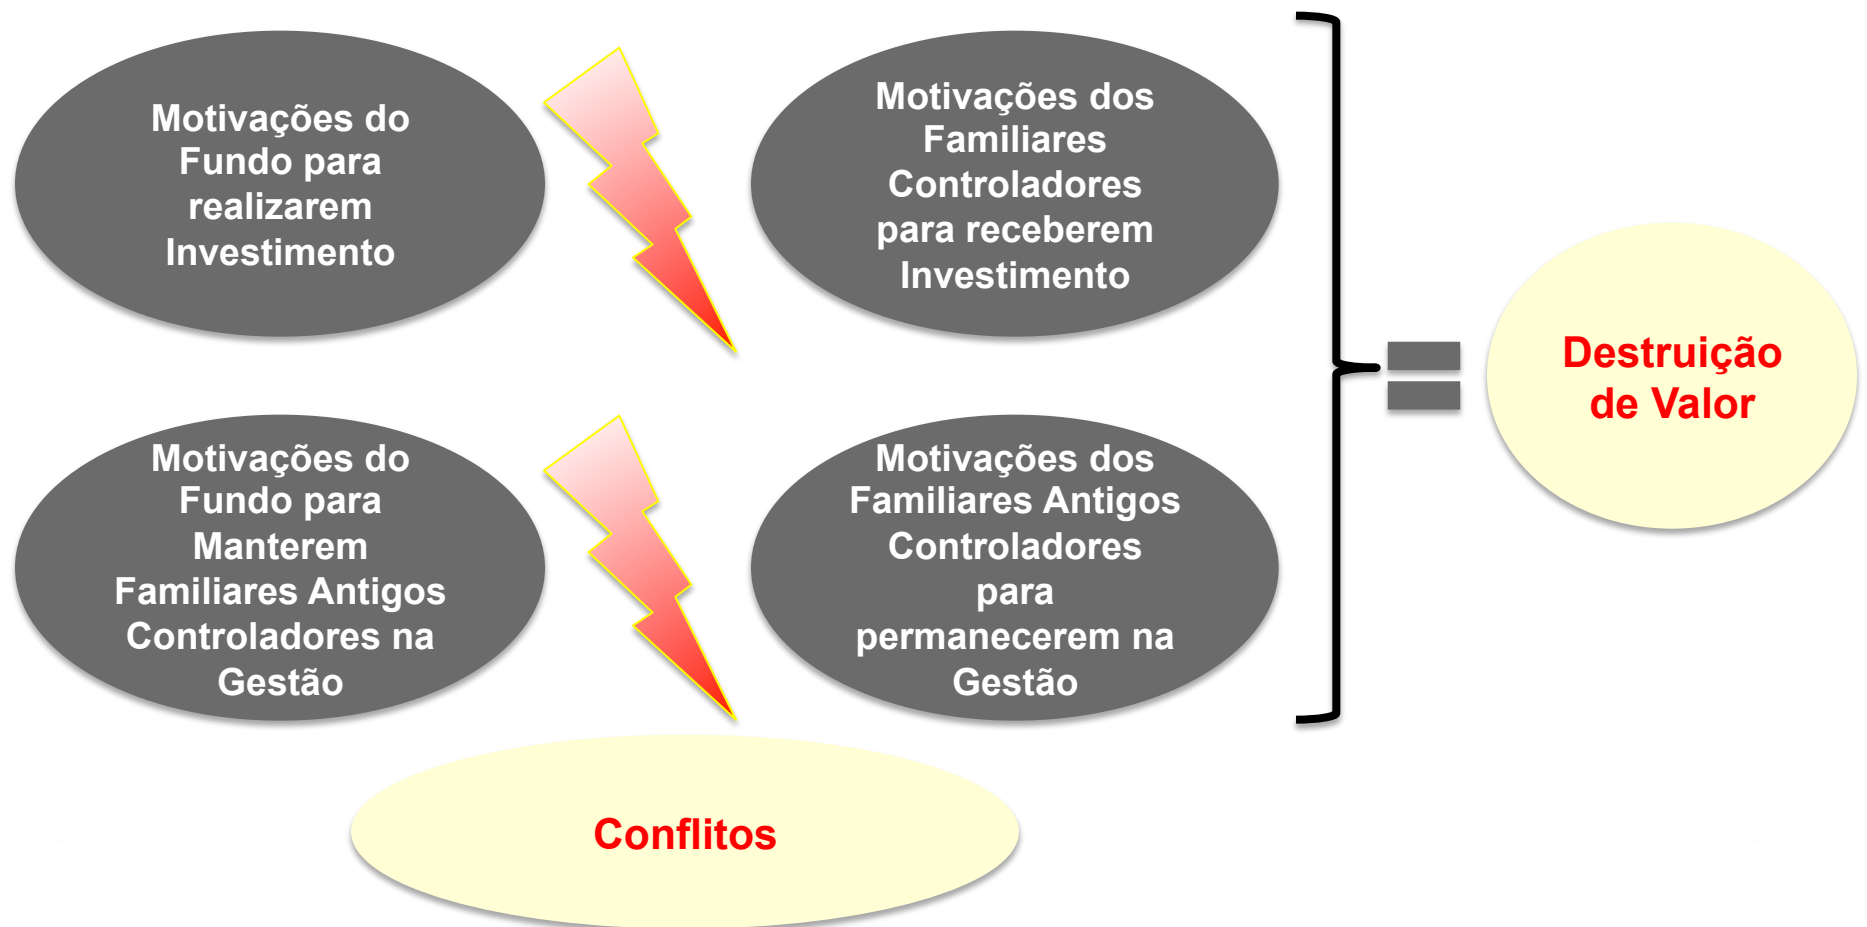 Motivações do
Fundo para
realizarem
Investimento
Motivações dos
Familiares
Controladores
para receberem
Investimento
Motivações do
Fundo para
Manterem
Familiares Antigos
Controladores na
Gestão
Motivações dos
Familiares Antigos
Controladores
para
permanecerem na
Gestão
Destruição
de Valor
Conflitos